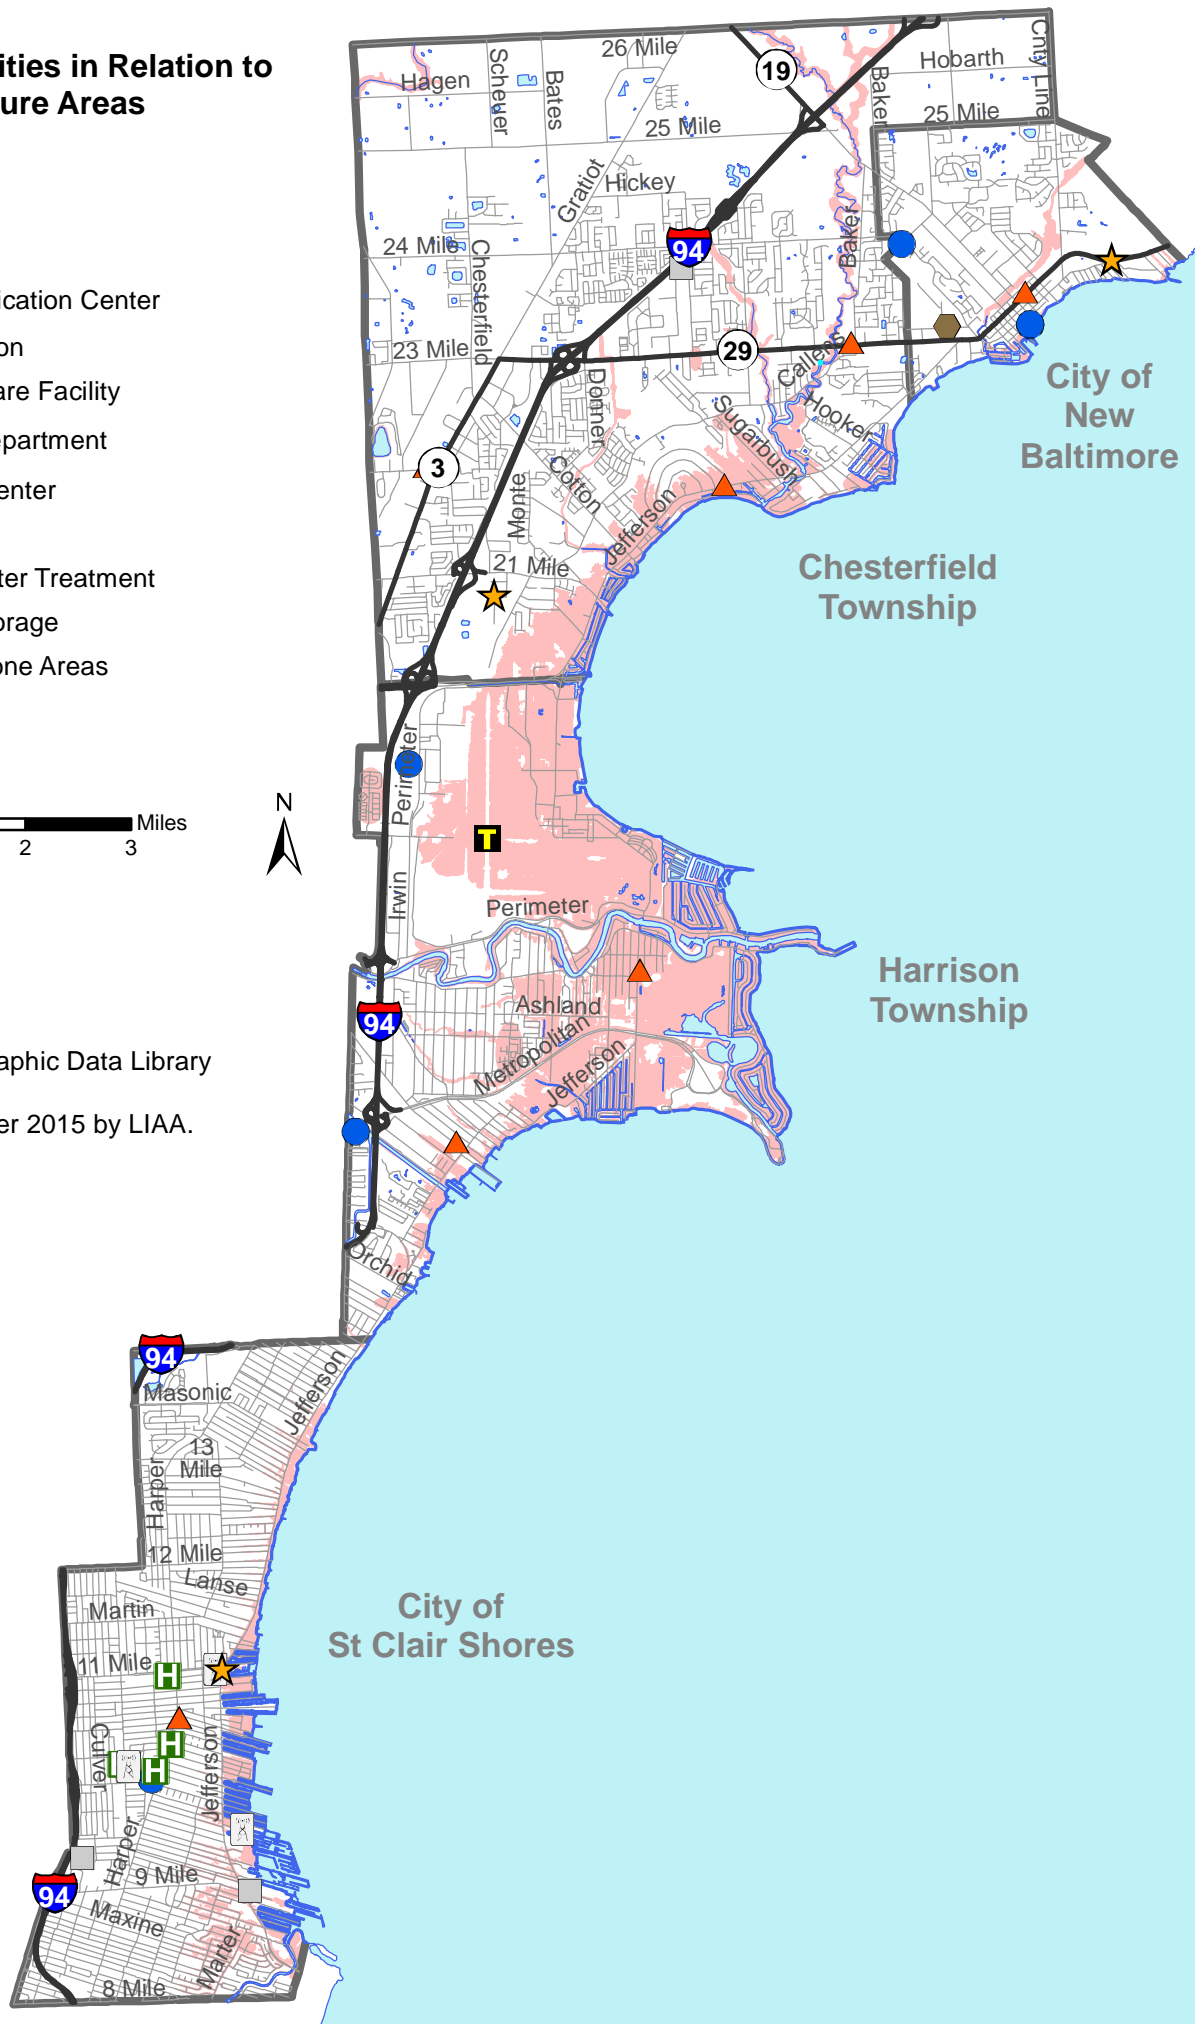 ities in Relation to
ure Areas
ication Center
on
are Facility
epartment
enter
ter Treatment
orage
one Areas
Miles
2
3
N
aphic Data Library
er 2015 by LIAA.
26 Mile
19
Hobarth
Cnty Line
Hagen
Scheuer
Bates
Baker
25 Mile
25 Mile
Gratiot
Hickey
24 Mile
Chesterfield
94
Baker
23 Mile
29
Callens
Donner
Hooker
Sugarbush
City of
New
Baltimore
3
Monte
Cotton
Jefferson
21 Mile
Chesterfield
Township
Perimeter
T
Irwin
Perimeter
Harrison
Township
Ashland
94
Metropolitan
Jefferson
Orchid
94
Masonic
Jefferson
13
Mile
Harper
12 Mile
Lanse
Martin
City of
St Clair Shores
11 Mile
H
Culver
H
H
Jefferson
Harper
9 Mile
94
Maxine
Marter
8 Mile